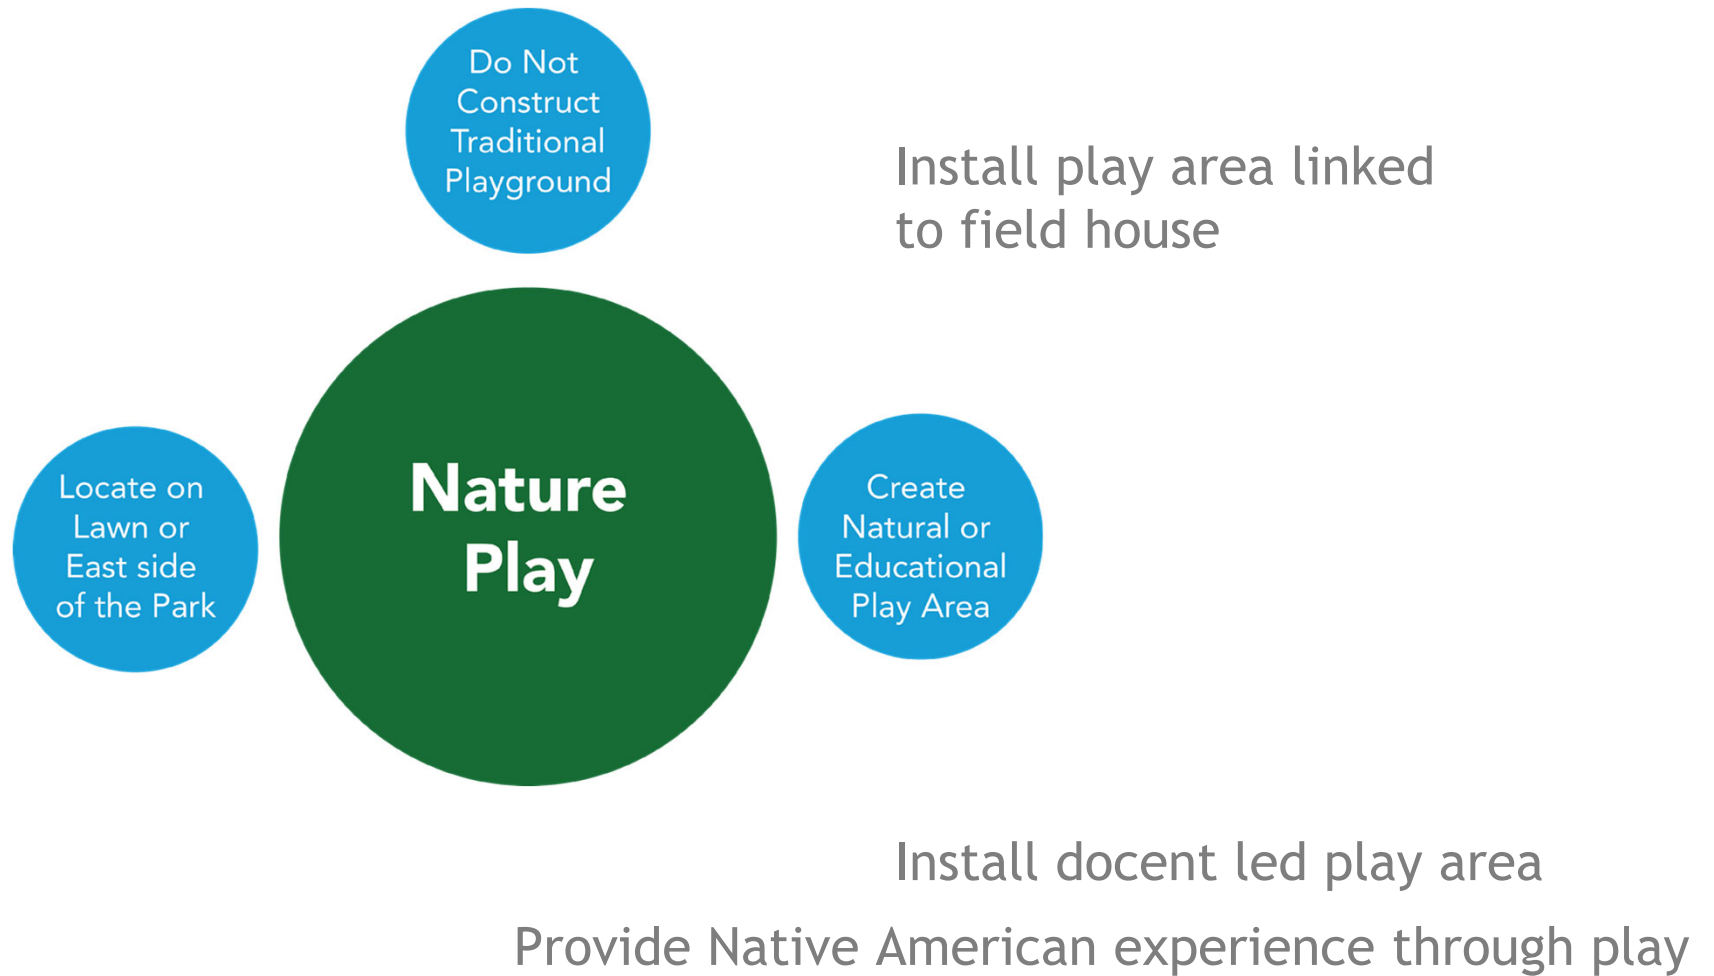 Do Not
Construct
Traditional
Playground
Install play area linked
to field house
Locate on
Lawn or
East side
of the Park
Nature
Play
Create
Natural or
Educational
Play Area
Install docent led play area
Provide Native American experience through play